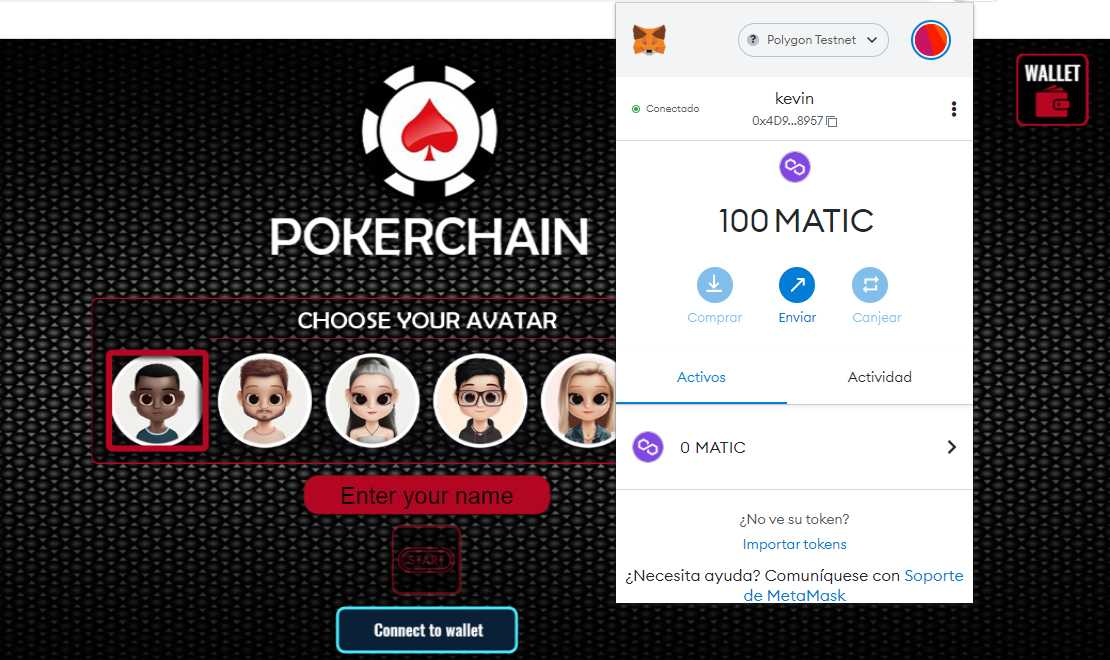 POKERCHAIN
CHOOSE YOUR AVATAR
Enter your name
START
Connect to wallet
? Polygon Testnet
Conectado
kevin
0x4D9...8957
100 MATIC
Comprar
Enviar
Canjear
Activos
Actividad
0 MATIC
¿No ve su token?
Importar tokens
¿Necesita ayuda? Comuníquese con Soporte
de MetaMask
WALLET